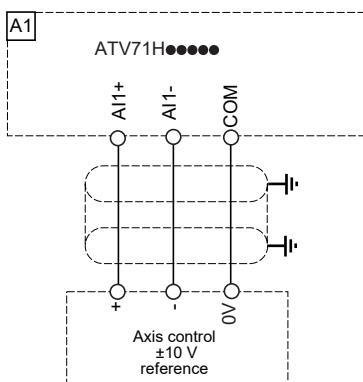 A1
ATV71H●●●●●
AI1+
AI1-
COM
+
-
0V
Axis control
±10 V
reference